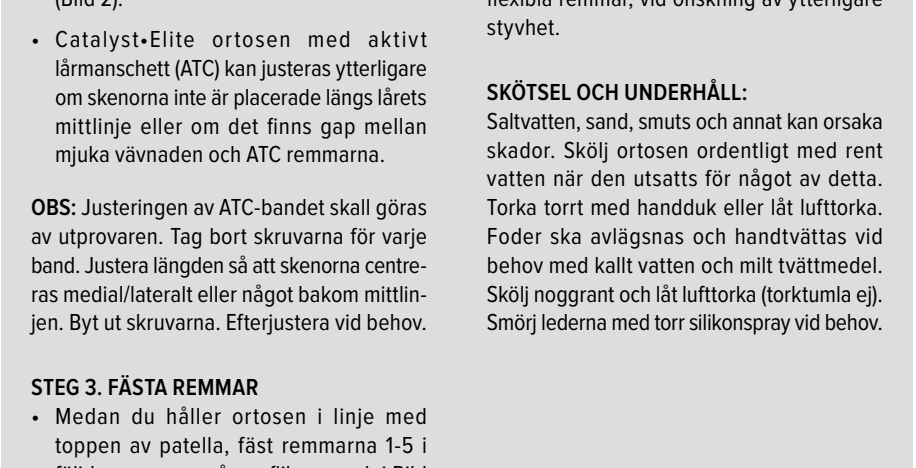 (Bild 2).
• Catalyst•Elite ortosen med aktivt
lårmanschett (ATC) kan justeras ytterligare
om skenorna inte är placerade längs lårets
mittlinje eller om det finns gap mellan
mjuka vävnaden och ATC remmarna.
OBS: Justeringen av ATC-bandet skall göras
av utprovaren. Tag bort skruvarna för varje
band. Justera längden så att skenorna centre-
ras medial/lateralt eller något bakom mittlin-
jen. Byt ut skruvarna. Efterjustera vid behov.
STEG 3. FÄSTA REMMAR
• Medan du håller ortosen i linje med
toppen av patella, fäst remmarna 1-5 i
flexibla remmar, vid önskning av ytterligare
styvhet.
SKÖTSEL OCH UNDERHÅLL:
Saltvatten, sand, smuts och annat kan orsaka
skador. Skölj ortosen ordentligt med rent
vatten när den utsatts för något av detta.
Torka torrt med handduk eller låt lufttorka.
Foder ska avlägsnas och handtvättas vid
behov med kallt vatten och milt tvättmedel.
Skölj noggrant och låt lufttorka (torktumla ej).
Smörj lederna med torr silikonspray vid behov.